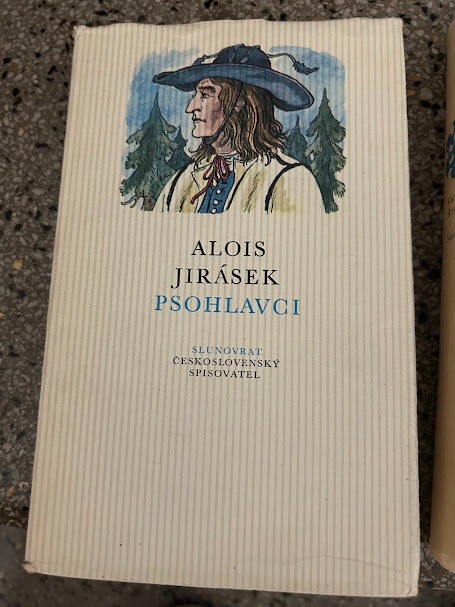 ALOIS
JIRÁSEK
PSOHLAVCI
SLUNOVRAT
ČESKOSLOVENSKÝ
SPISOVATEL